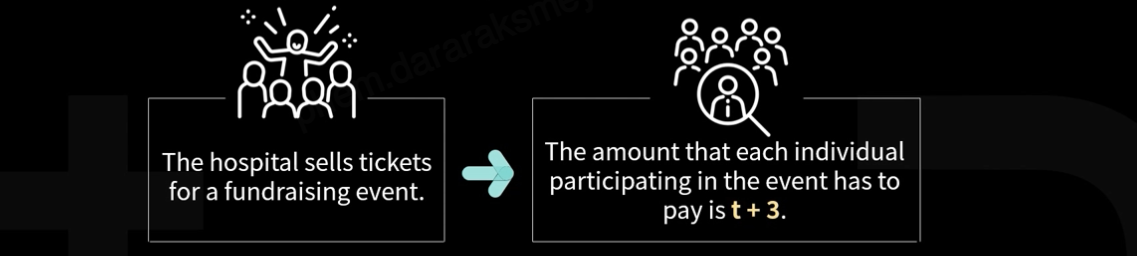 The hospital sells tickets
for a fundraising event.
The amount that each individual
participating in the event has to
pay is t + 3.